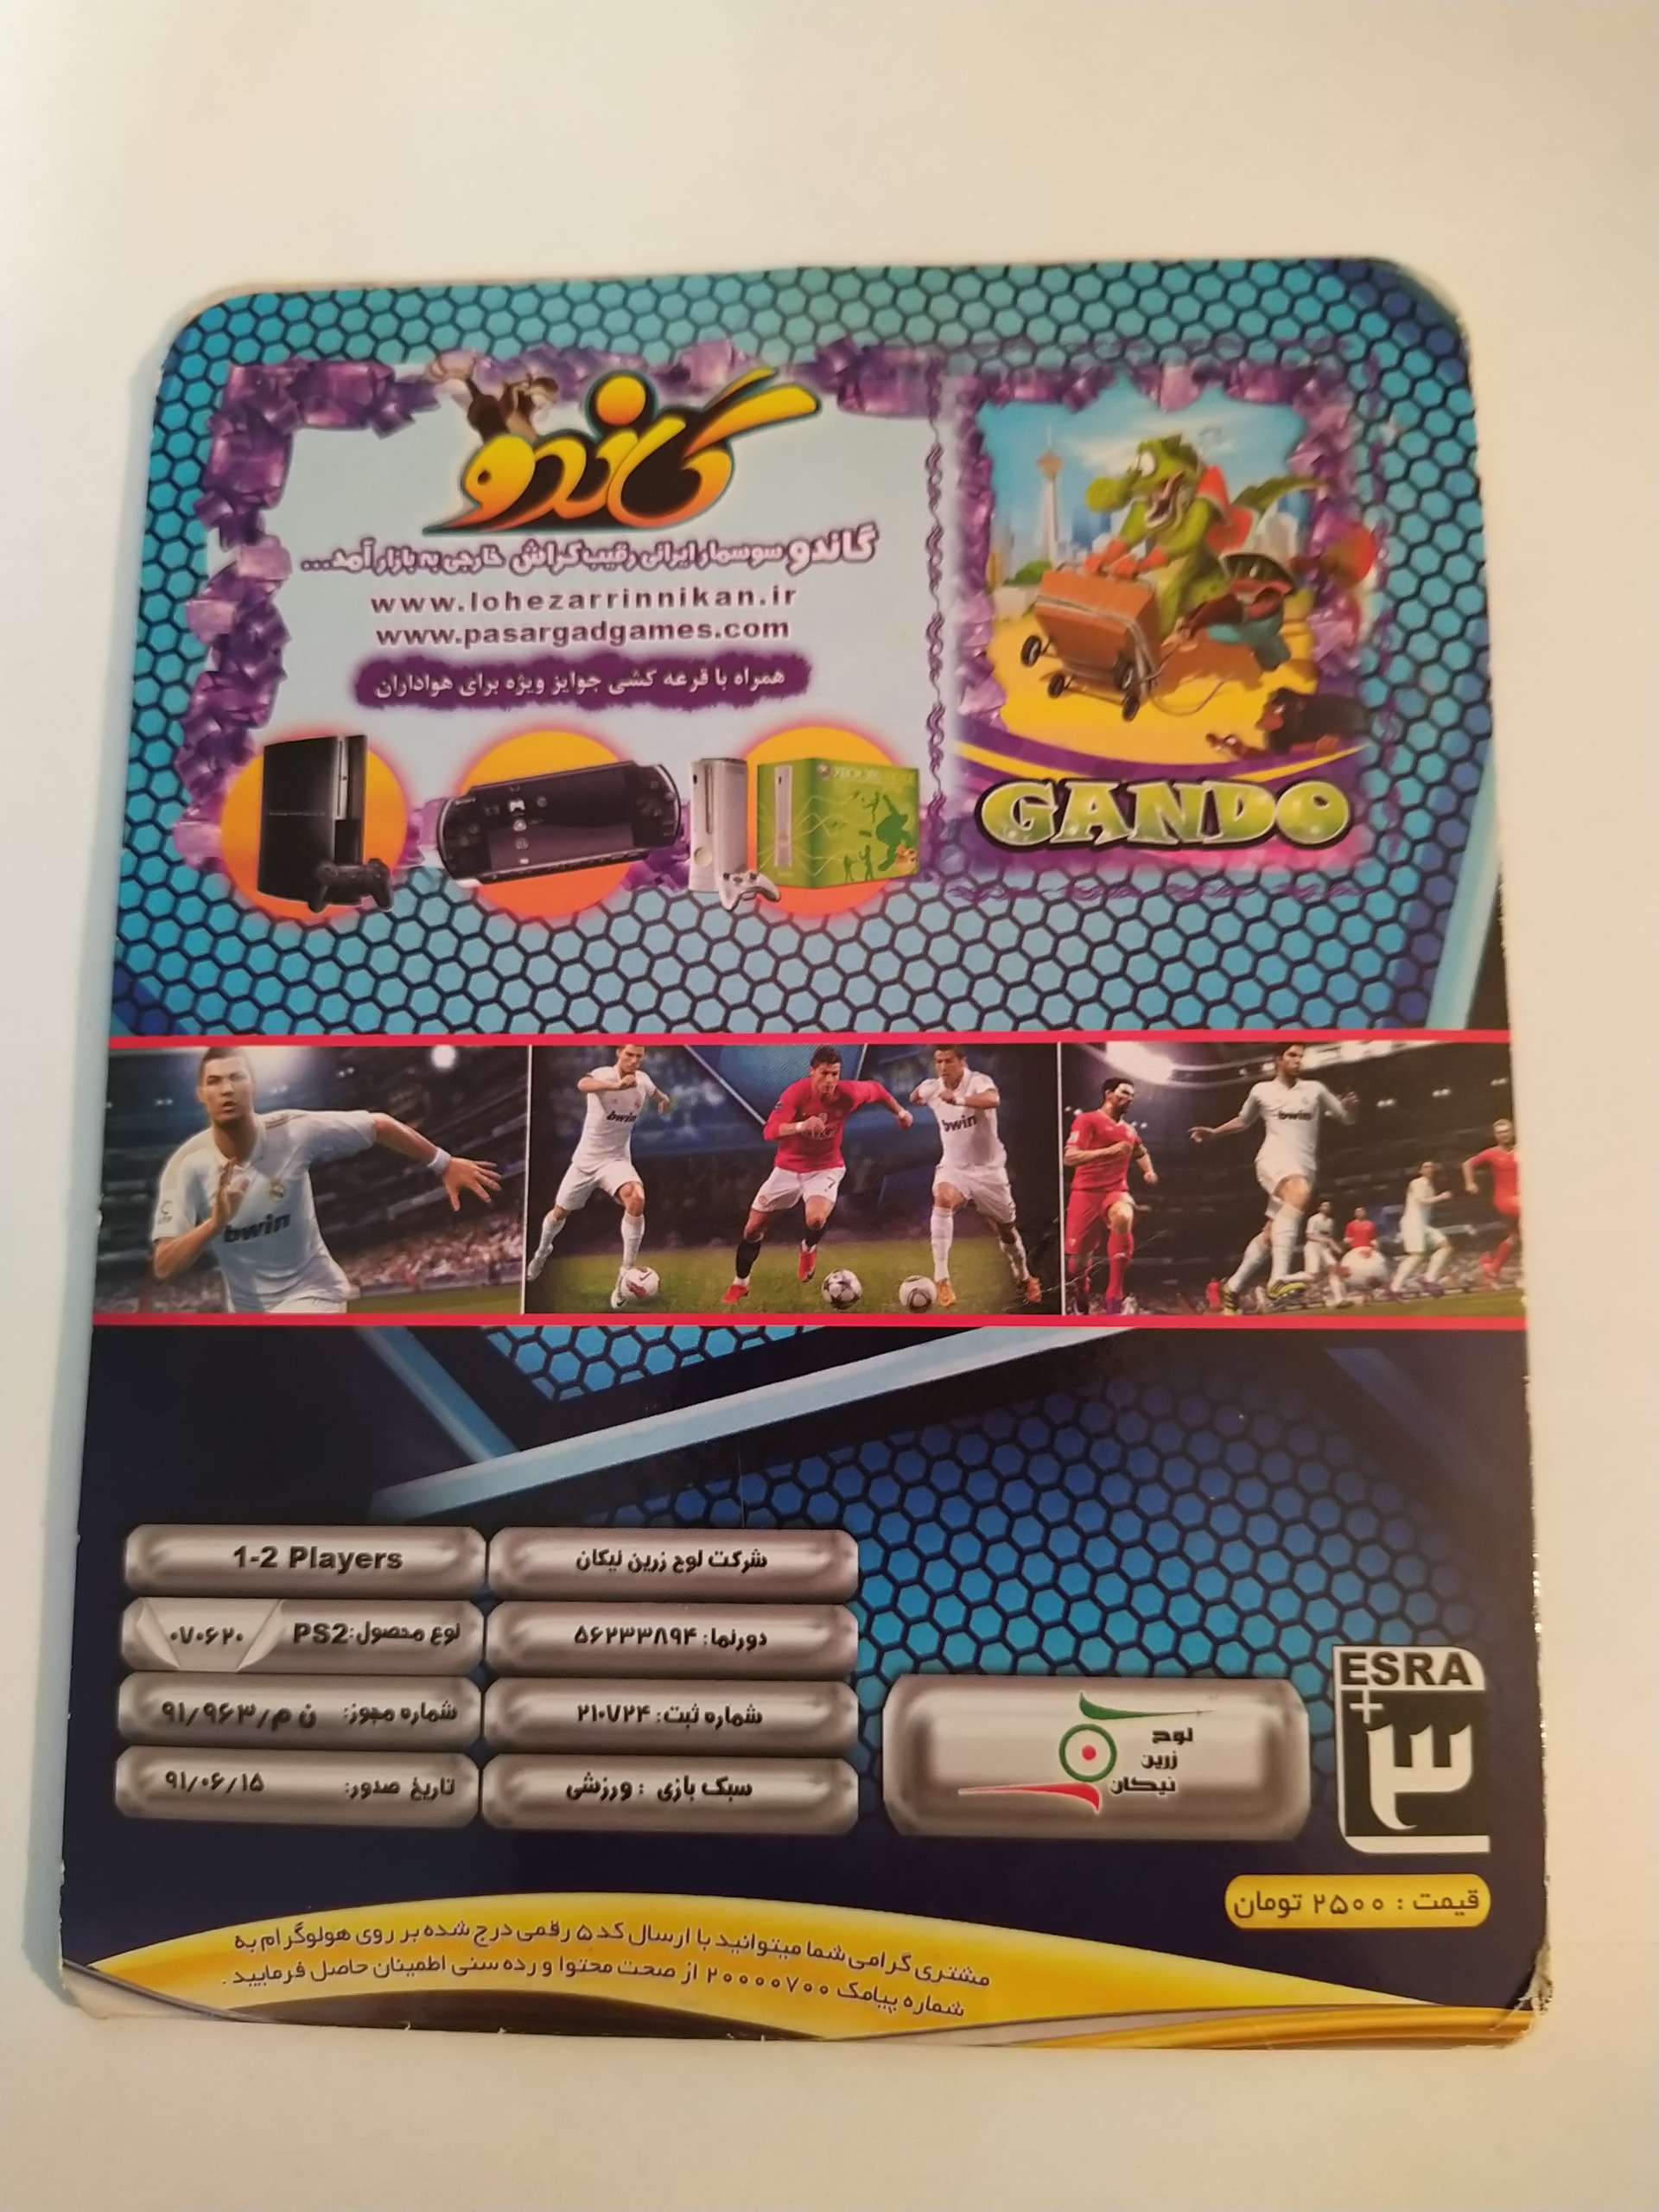 گاندو
گاندو سوسمار ایرانی رقیب کراش خارجی به بازار آمد...
www.lohezarrinnikan.ir
www.pasargadgames.com
همراه با قرعه کشی جوایز ویژه برای هواداران
GANDO
bwin
bwin
bwin
bwin
1-2 Players
شرکت لوح زرین نیکان
نوع محصول:PS2 ۰۷۰۶۲۰
دورنما: ۵۶۲۳۳۸۹۴
شماره مجوز: ن م/۹۱/۹۶۳
شماره ثبت: ۲۱۰۷۲۴
تاریخ صدور: ۹۱/۰۶/۱۵
سبک بازی : ورزشی
لوح
زرین
نیکان
ESRA
+۳
قیمت : ۲۵۰۰ تومان
مشتری گرامی شما میتوانید با ارسال کد ۵ رقمی درج شده بر روی هولوگرام به
شماره پیامک ۲۰۰۰۰۷۰۰ از صحت محتوا و رده سنی اطمینان حاصل فرمایید .